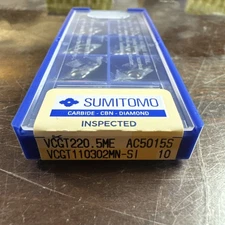 SUMITOMO
CARBIDE - CBN - DIAMOND
INSPECTED
VCGT220.5ME AC5015S
VCGT110302MN-SI 10